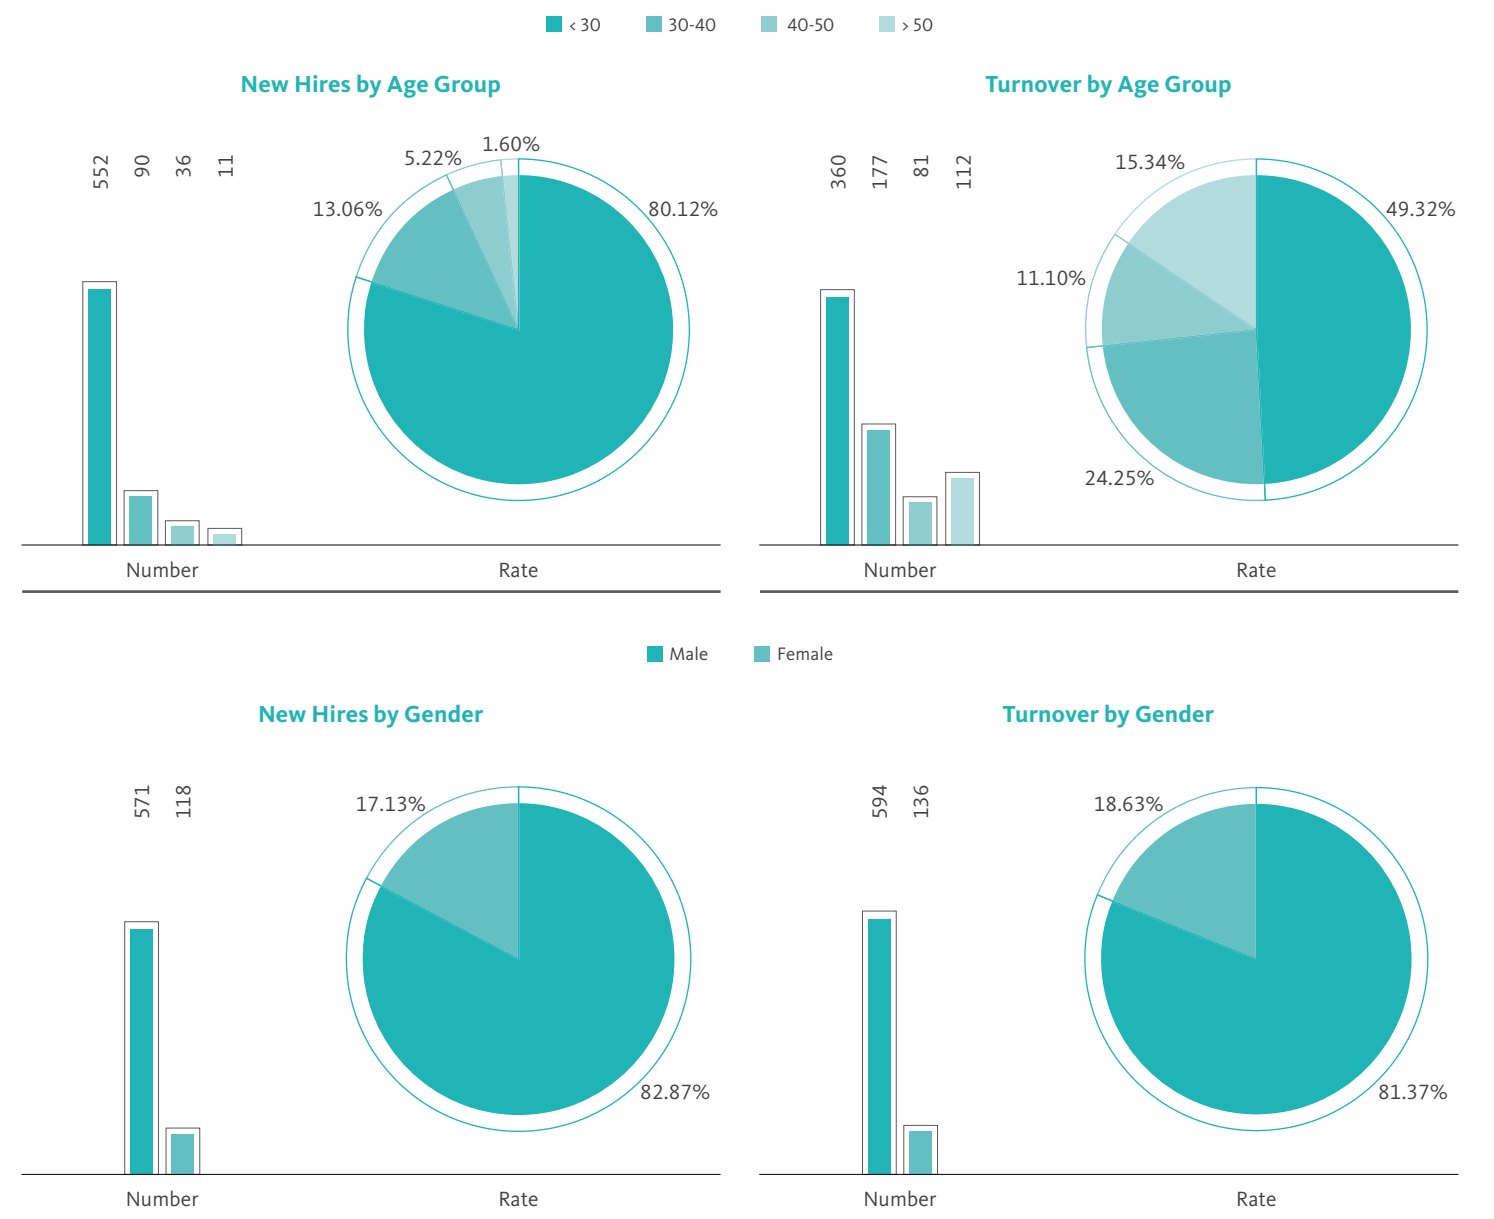 < 30 30-40 40-50 > 50
New Hires by Age Group
552 90 36 11
1.60%
5.22%
13.06%
80.12%
Number Rate
Turnover by Age Group
360 177 81 112
15.34%
49.32%
11.10%
24.25%
Number Rate
Male Female
New Hires by Gender
571 118
17.13%
82.87%
Number Rate
Turnover by Gender
594 136
18.63%
81.37%
Number Rate